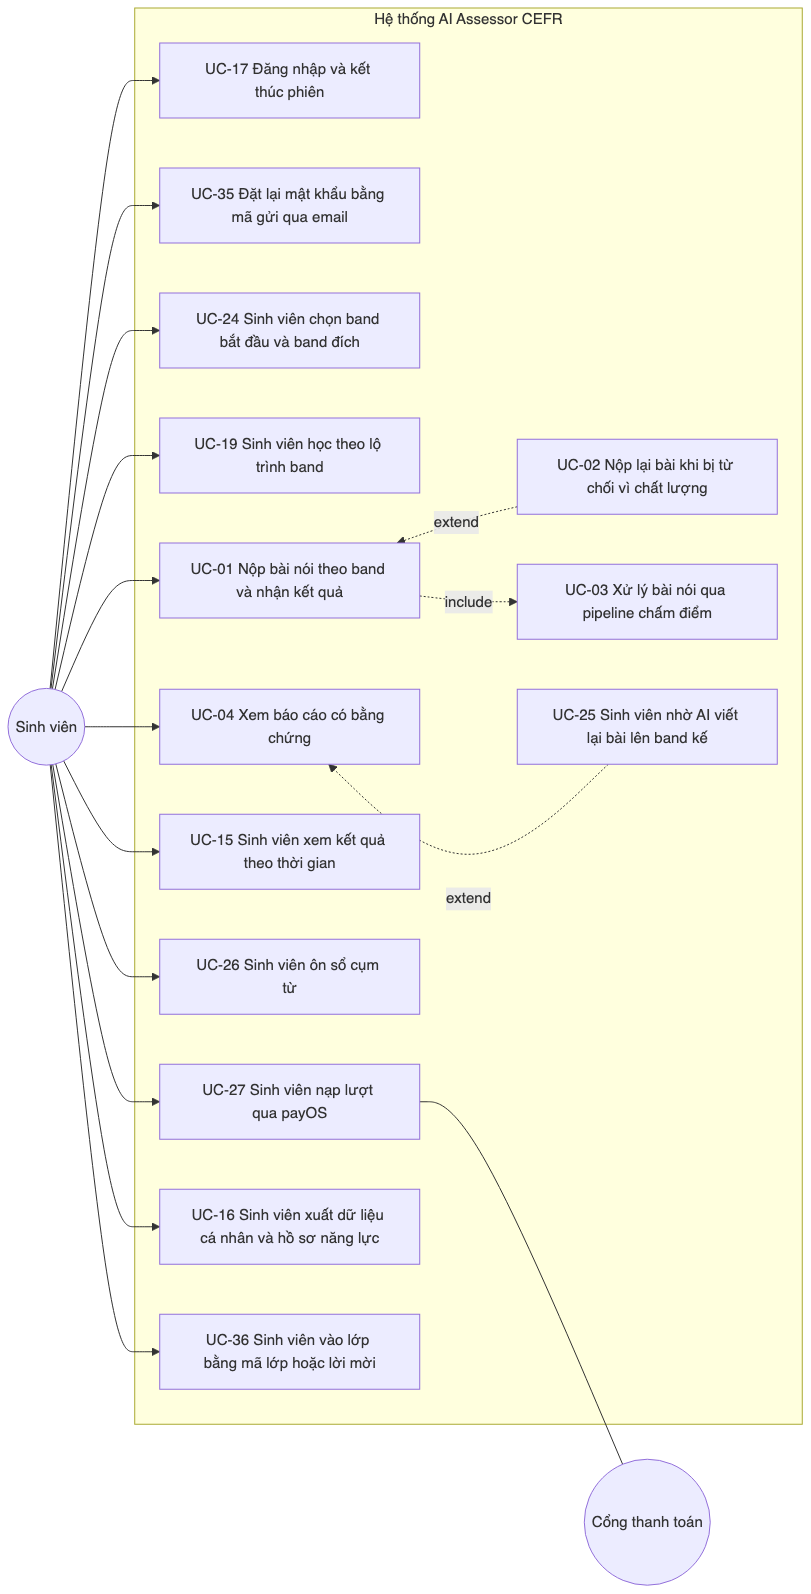 Hệ thống AI Assessor CEFR
UC-17 Đăng nhập và kết
thúc phiên
UC-35 Đặt lại mật khẩu bằng
mã gửi qua email
UC-24 Sinh viên chọn band
bắt đầu và band đích
UC-19 Sinh viên học theo lộ
trình band
UC-02 Nộp lại bài khi bị từ
chối vì chất lượng
extend
UC-01 Nộp bài nói theo band
và nhận kết quả
include
UC-03 Xử lý bài nói qua
pipeline chấm điểm
Sinh viên
UC-04 Xem báo cáo có bằng
chứng
UC-25 Sinh viên nhờ AI viết
lại bài lên band kế
UC-15 Sinh viên xem kết quả
theo thời gian
extend
UC-26 Sinh viên ôn sổ cụm
từ
UC-27 Sinh viên nạp lượt
qua payOS
UC-16 Sinh viên xuất dữ liệu
cá nhân và hồ sơ năng lực
UC-36 Sinh viên vào lớp
bằng mã lớp hoặc lời mời
Cổng thanh toán